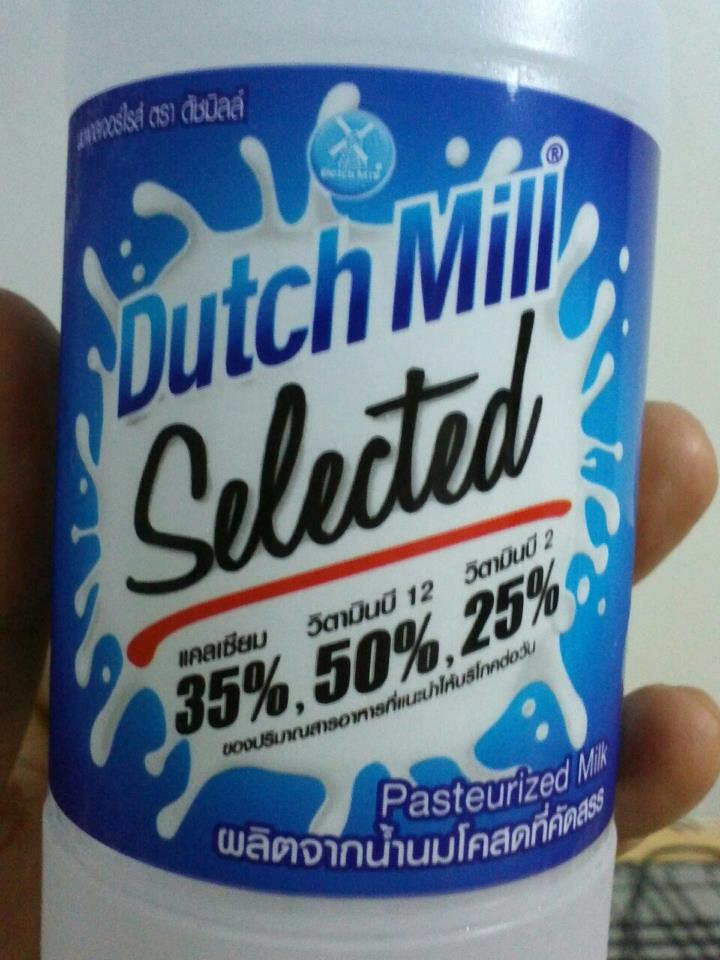 นมพาสเจอร์ไรส์ ตรา ดัชมิลล์
DUTCH MILL
Dutch Mill®
Selected
แคลเซียม วิตามินบี 12 วิตามินบี 2
35%, 50%, 25%
ของปริมาณสารอาหารที่แนะนำให้บริโภคต่อวัน
Pasteurized Milk
ผลิตจากน้ำนมโคสดที่คัดสรร